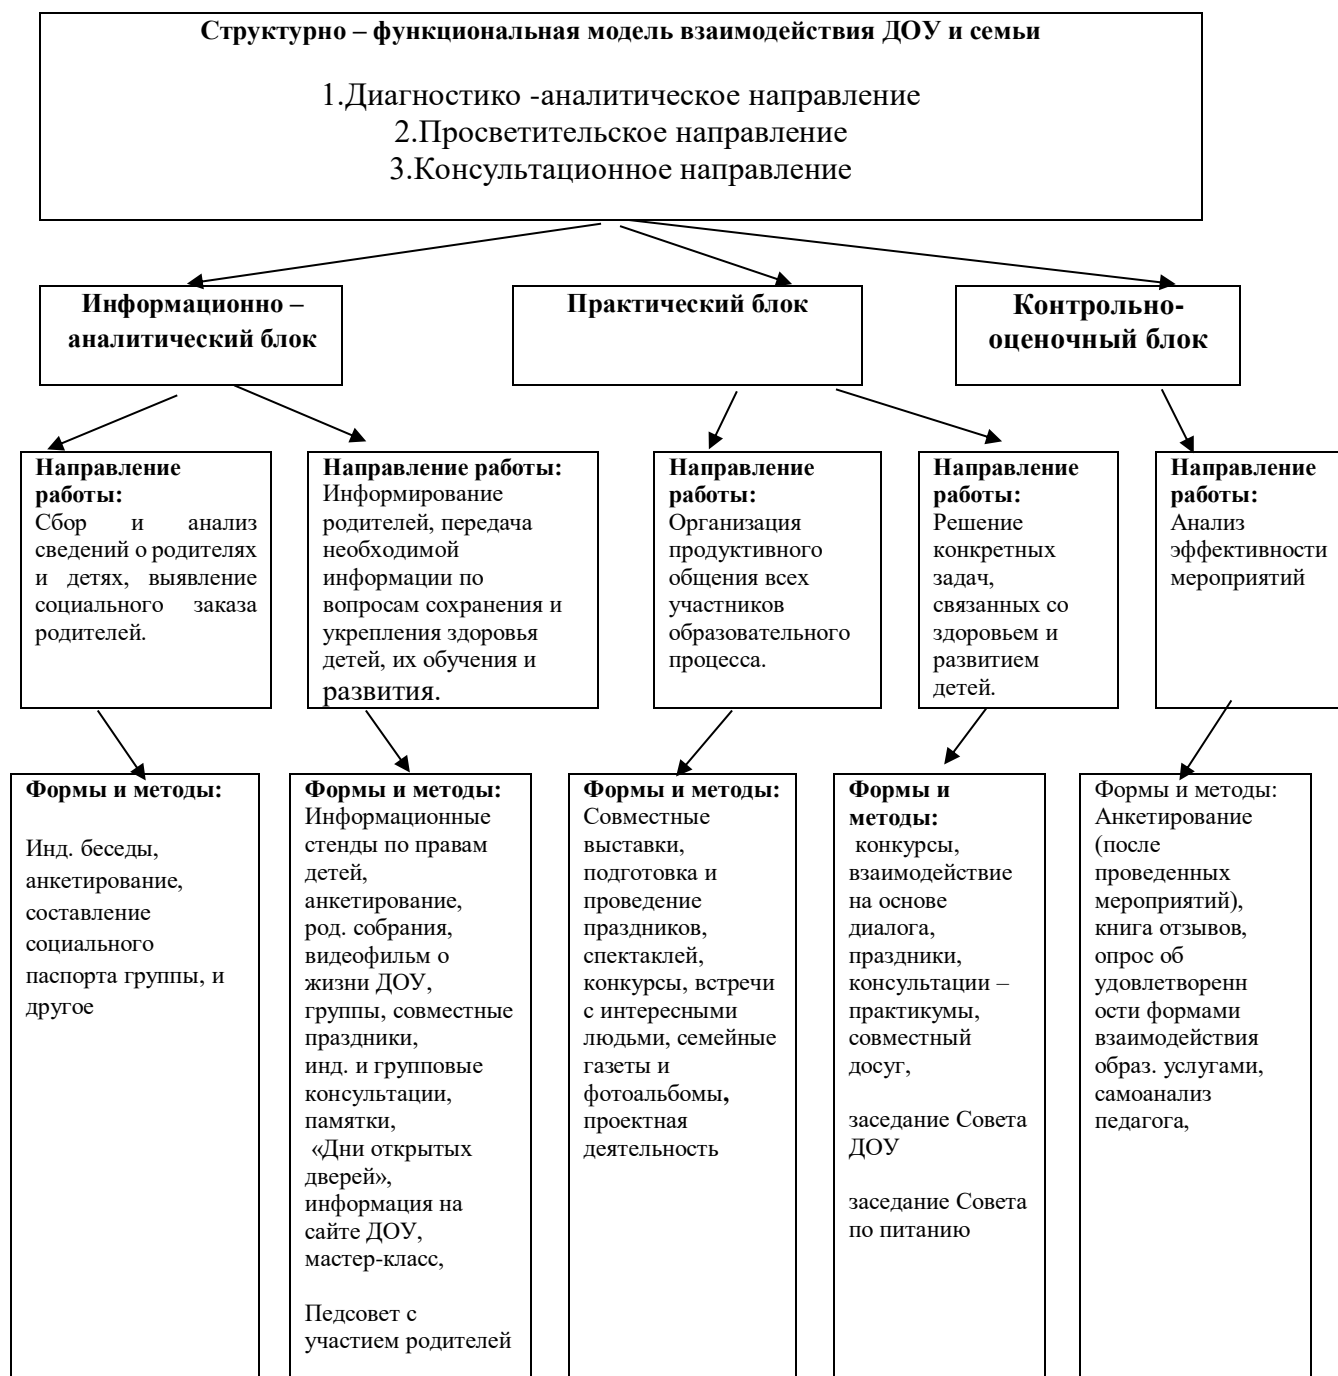 Структурно – функциональная модель взаимодействия ДОУ и семьи
1.Диагностико -аналитическое направление
2.Просветительское направление
3.Консультационное направление
Информационно –
аналитический блок
Практический блок
Контрольно-
оценочный блок
Направление
работы:
Сбор и анализ
сведений о родителях
и детях, выявление
социального заказа
родителей.
Направление работы:
Информирование
родителей, передача
необходимой
информации по
вопросам сохранения и
укрепления здоровья
детей, их обучения и
развития.
Направление
работы:
Организация
продуктивного
общения всех
участников
образовательного
процесса.
Направление
работы:
Решение
конкретных
задач,
связанных со
здоровьем и
развитием
детей.
Направление
работы:
Анализ
эффективности
мероприятий
Формы и методы:
Инд. беседы,
анкетирование,
составление
социального
паспорта группы, и
другое
Формы и методы:
Информационные
стенды по правам
детей,
анкетирование,
род. собрания,
видеофильм о
жизни ДОУ,
группы, совместные
праздники,
инд. и групповые
консультации,
памятки,
«Дни открытых
дверей»,
информация на
сайте ДОУ,
мастер-класс,
Педсовет с
участием родителей
Формы и методы:
Совместные
выставки,
подготовка и
проведение
праздников,
спектаклей,
конкурсы, встречи
с интересными
людьми, семейные
газеты и
фотоальбомы,
проектная
деятельность
Формы и
методы:
конкурсы,
взаимодействие
на основе
диалога,
праздники,
консультации –
практикумы,
совместный
досуг,
заседание Совета
ДОУ
заседание Совета
по питанию
Формы и методы:
Анкетирование
(после
проведенных
мероприятий),
книга отзывов,
опрос об
удовлетворенн
ости формами
взаимодействия
образ. услугами,
самоанализ
педагога,